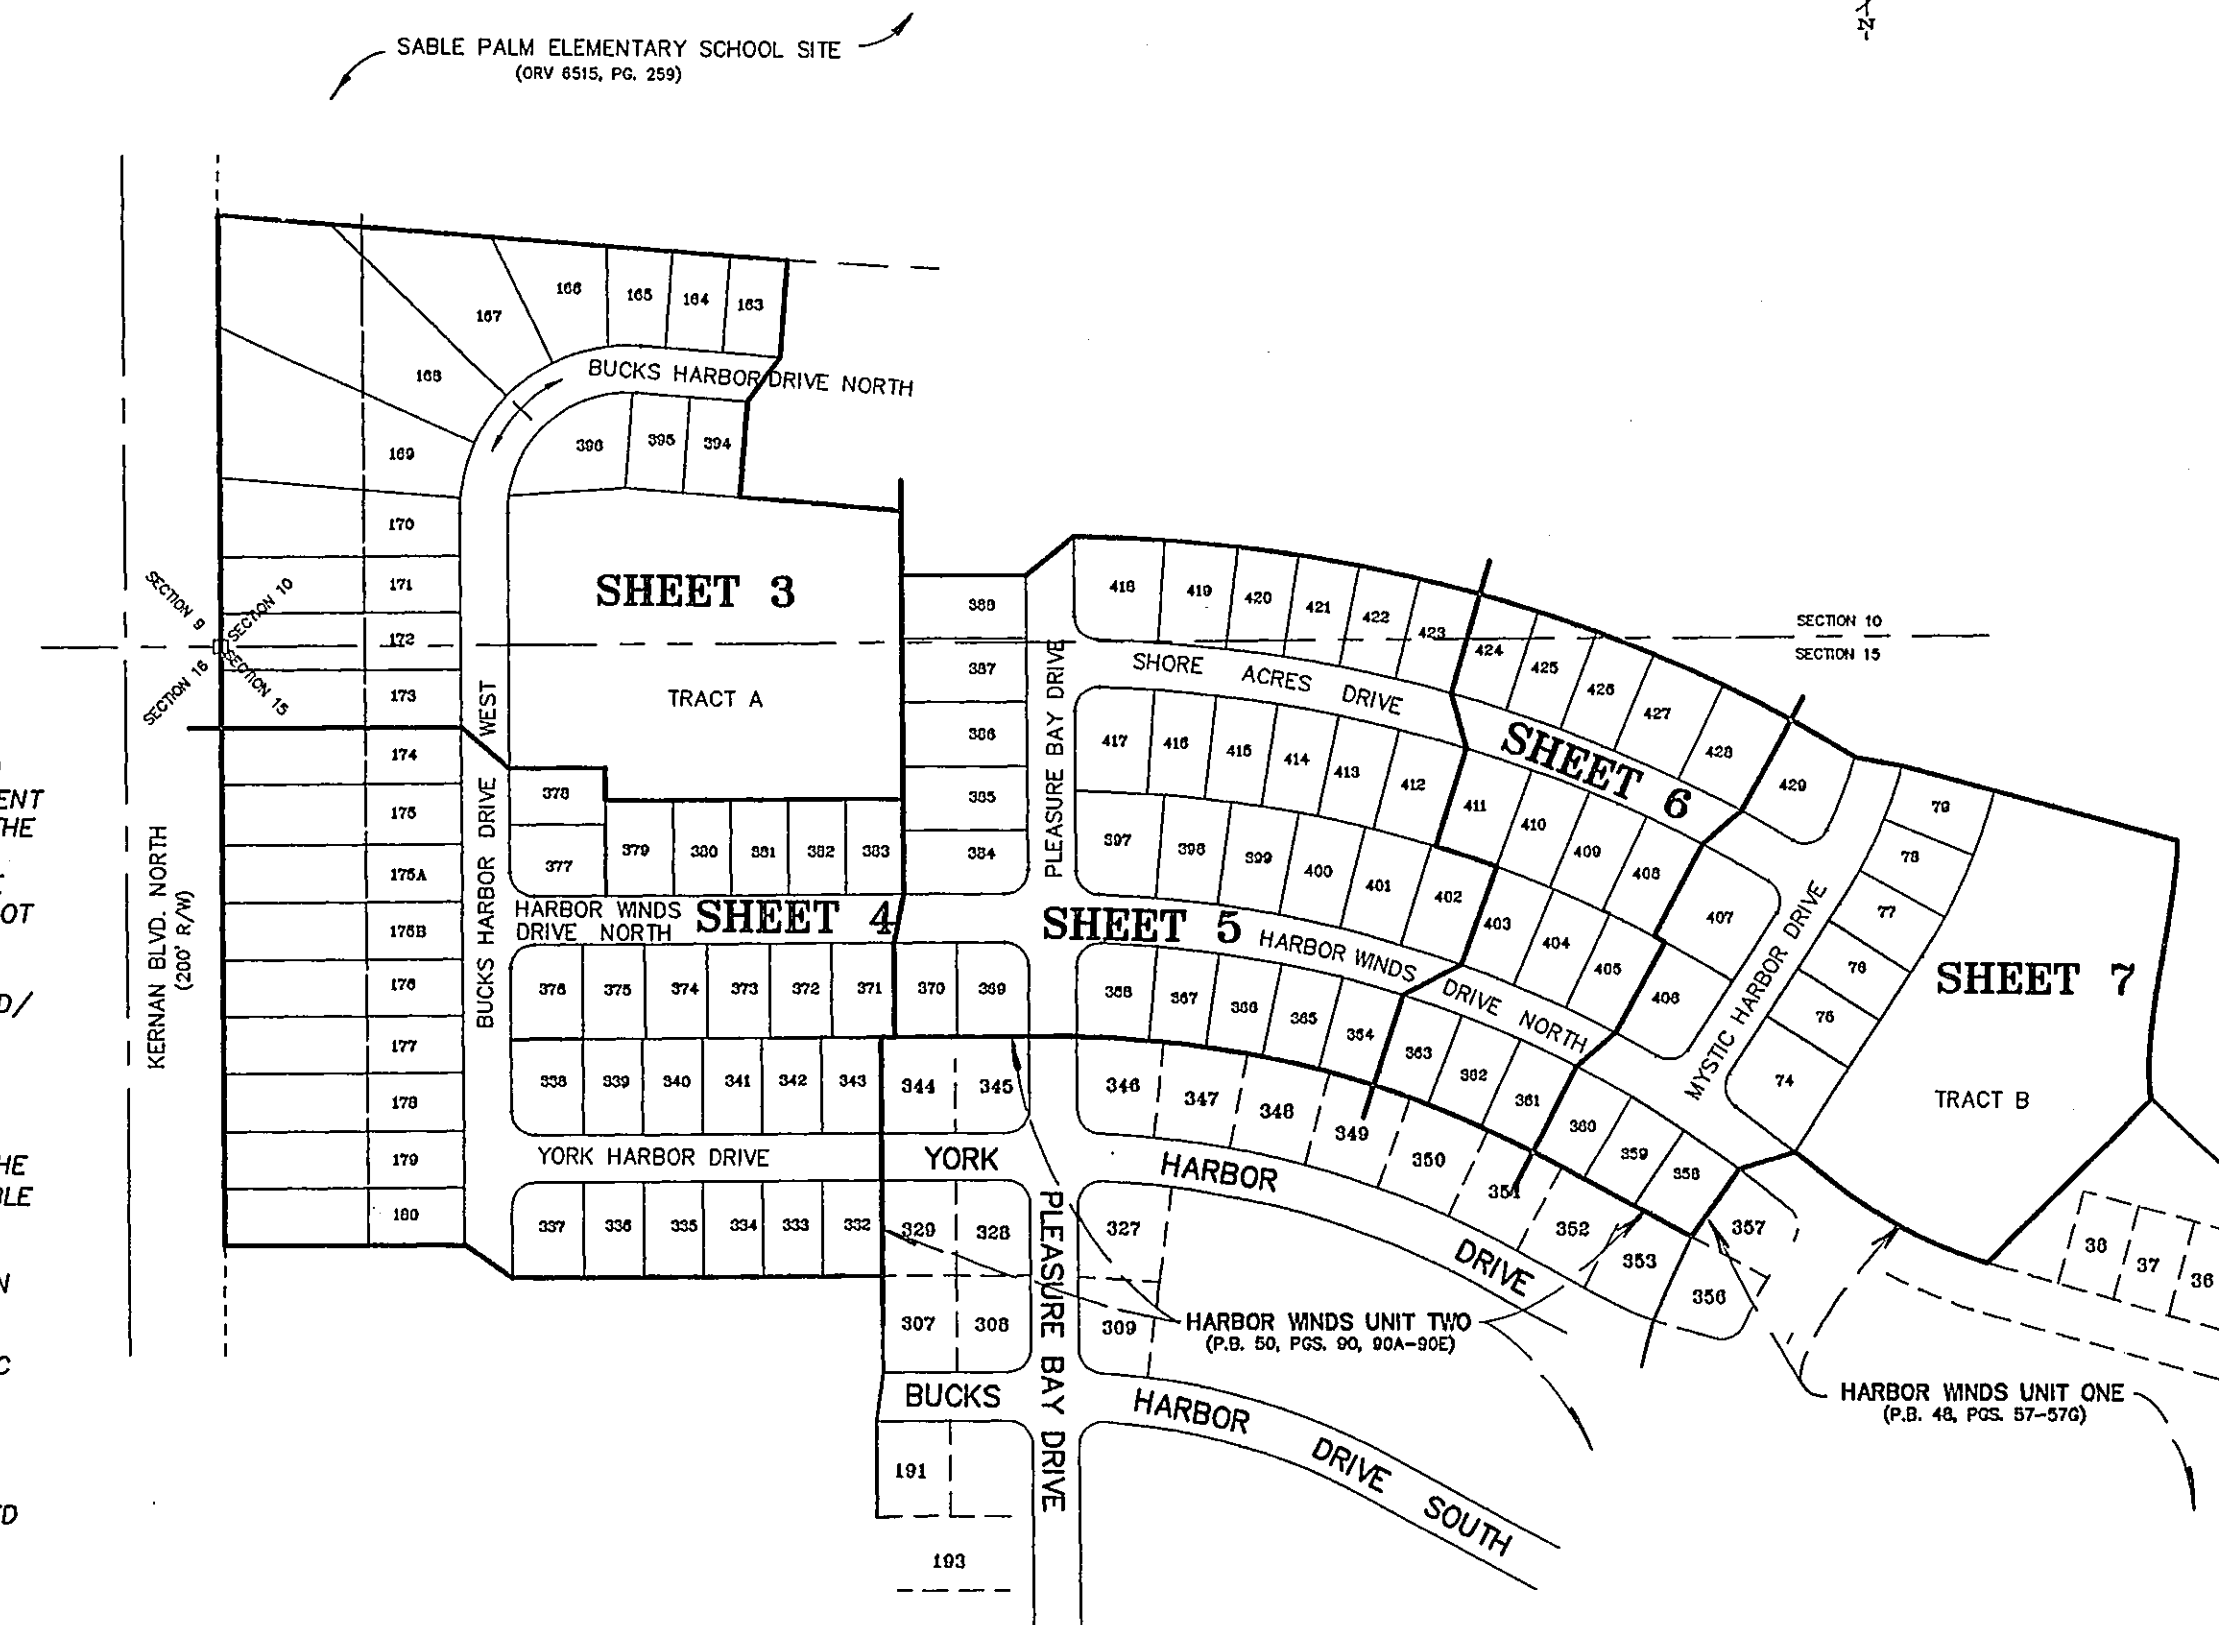 N
SABLE PALM ELEMENTARY SCHOOL SITE
(ORV 6515, PG. 259)
166
165
164
163
167
168
BUCKS HARBOR DRIVE NORTH
169
396
395
394
170
171
172
173
SECTION 9
SECTION 10
SECTION 16
SECTION 15
SHEET 3
TRACT A
WEST
BUCKS HARBOR DRIVE
KERNAN BLVD. NORTH
(200' R/W)
174
175
175A
175B
176
177
178
179
180
378
377
379
380
381
382
383
HARBOR WINDS
DRIVE NORTH
SHEET 4
376
375
374
373
372
371
370
369
338
339
340
341
342
343
344
345
YORK HARBOR DRIVE
YORK
HARBOR
DRIVE
337
336
335
334
333
332
329
328
327
307
308
309
388
387
386
385
384
PLEASURE BAY DRIVE
418
419
420
421
422
423
424
425
426
427
428
429
SECTION 10
SECTION 15
SHORE ACRES DRIVE
417
416
415
414
413
412
411
410
409
408
407
SHEET 6
397
398
399
400
401
402
403
404
405
406
SHEET 5
HARBOR WINDS DRIVE NORTH
368
367
366
365
364
363
362
361
360
359
358
357
346
347
348
349
350
351
352
353
356
MYSTIC HARBOR DRIVE
79
78
77
76
75
74
SHEET 7
TRACT B
38
37
36
PLEASURE BAY DRIVE
HARBOR WINDS UNIT TWO
(P.B. 50, PGS. 90, 90A-90E)
HARBOR WINDS UNIT ONE
(P.B. 48, PGS. 57-57G)
BUCKS
HARBOR
DRIVE
SOUTH
191
193
ENT
HE
OT
D/
HE
LE
N
C
D